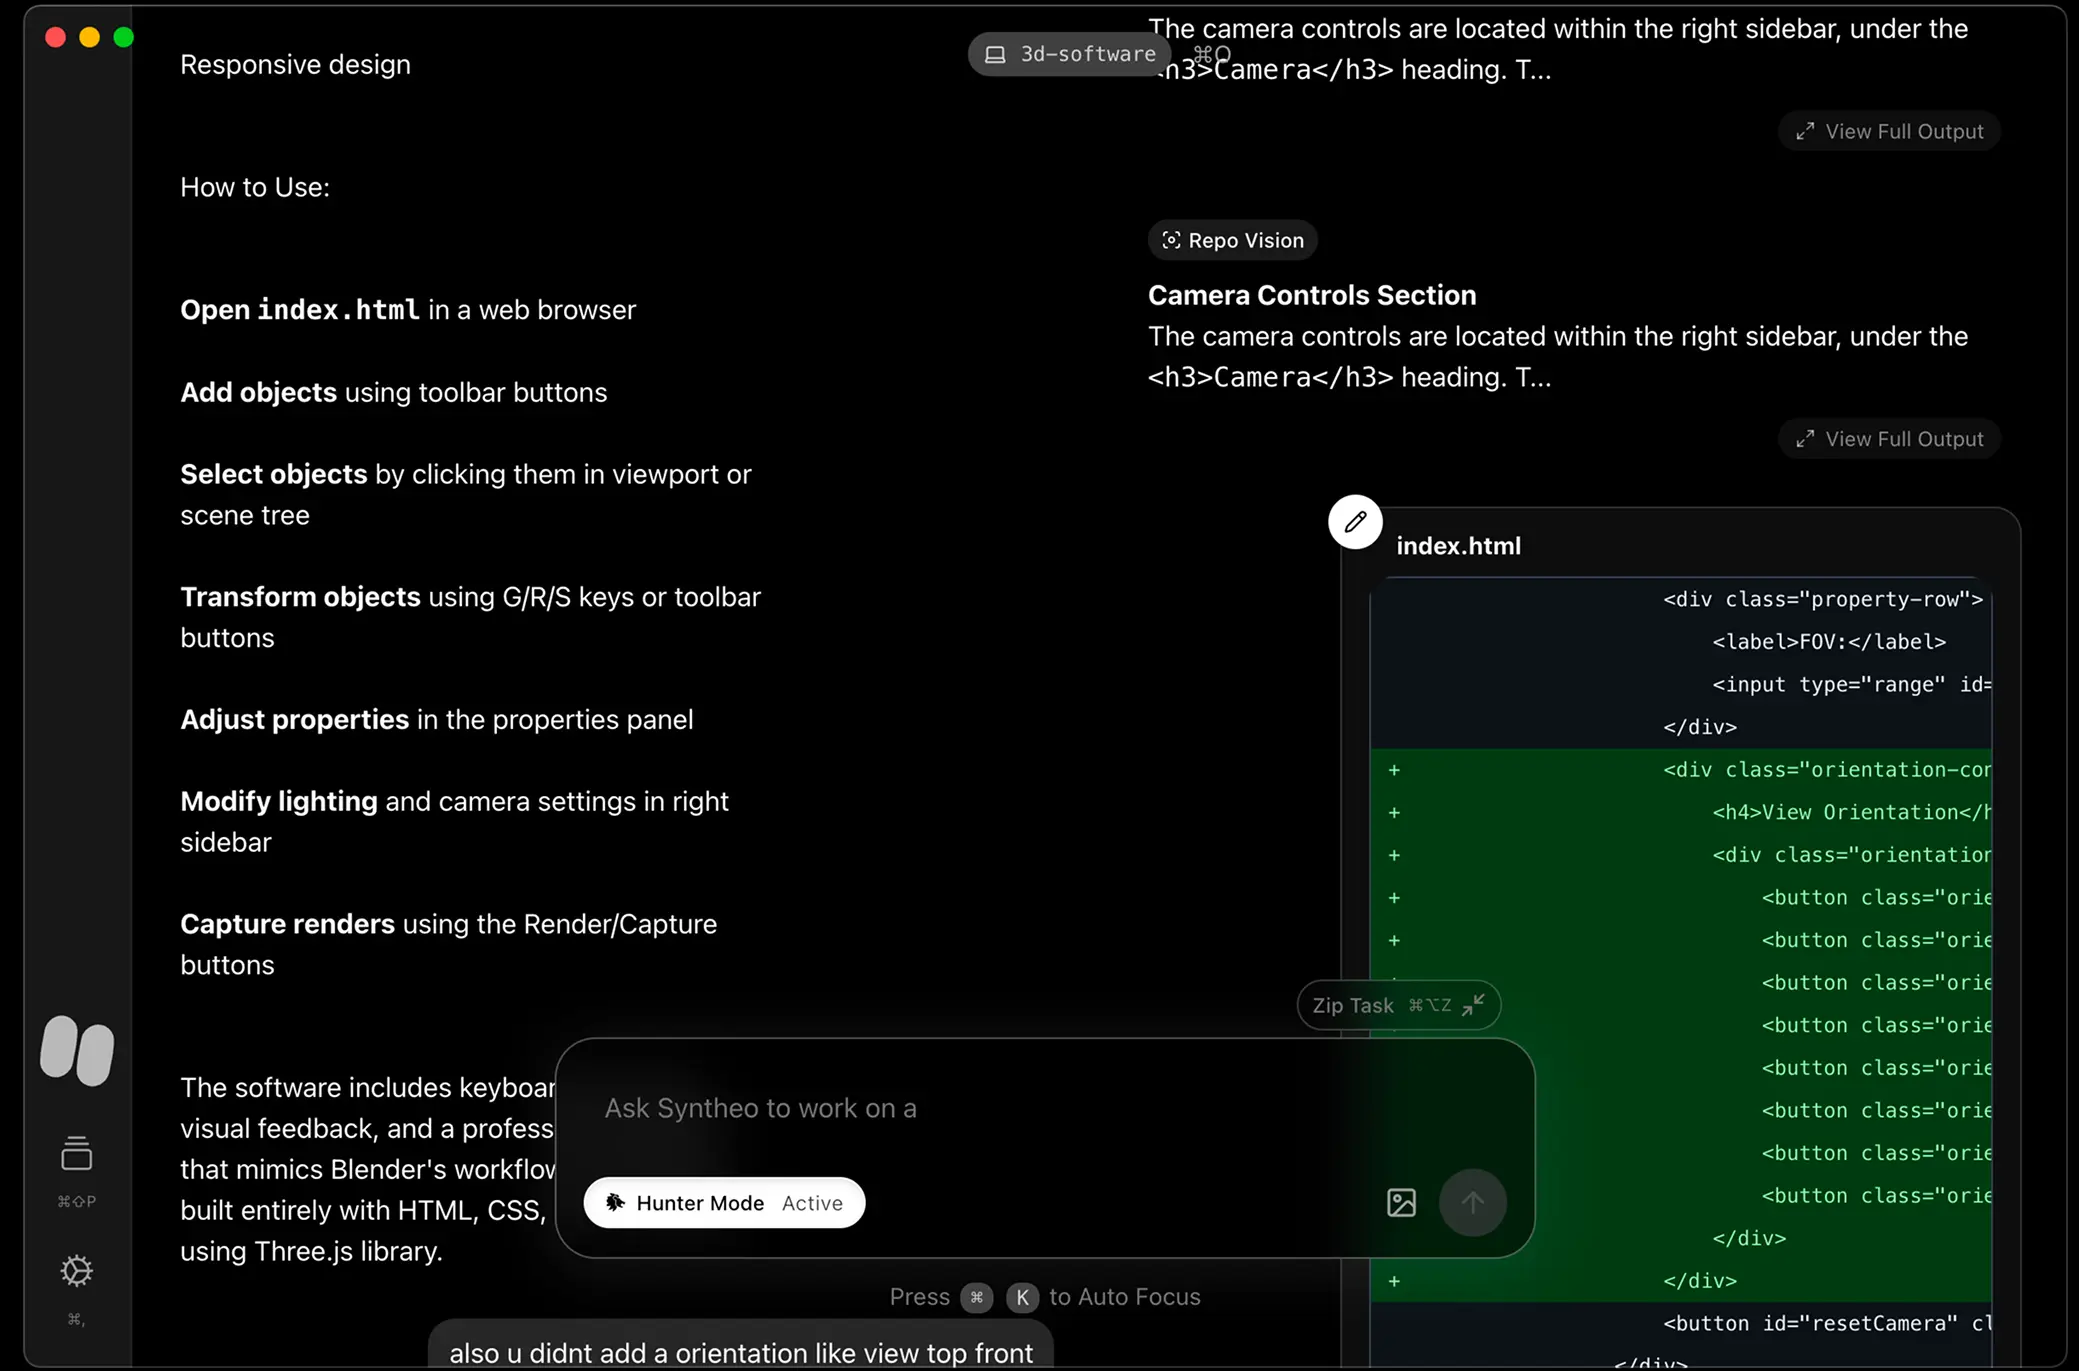 3d-software
⌘O
Responsive design
How to Use:
Open index.html in a web browser
Add objects using toolbar buttons
Select objects by clicking them in viewport or
scene tree
Transform objects using G/R/S keys or toolbar
buttons
Adjust properties in the properties panel
Modify lighting and camera settings in right
sidebar
Capture renders using the Render/Capture
buttons
The software includes keyboar
visual feedback, and a profess
that mimics Blender's workflow
built entirely with HTML, CSS,
using Three.js library.
also u didnt add a orientation like view top front
The camera controls are located within the right sidebar, under the
<h3>Camera</h3> heading. T...
View Full Output
Repo Vision
Camera Controls Section
The camera controls are located within the right sidebar, under the
<h3>Camera</h3> heading. T...
View Full Output
index.html
<div class="property-row">
<label>FOV:</label>
<input type="range" id=
</div>
+ <div class="orientation-con
+ <h4>View Orientation</h
+ <div class="orientation
+ <button class="orie
+ <button class="orie
<button class="orie
<button class="orie
<button class="orie
<button class="orie
<button class="orie
<button class="orie
</div>
+ </div>
<button id="resetCamera" cl
</div>
Zip Task ⌘⌥Z
Ask Syntheo to work on a
Hunter Mode Active
Press ⌘ K to Auto Focus
⌘⇧P
⌘,